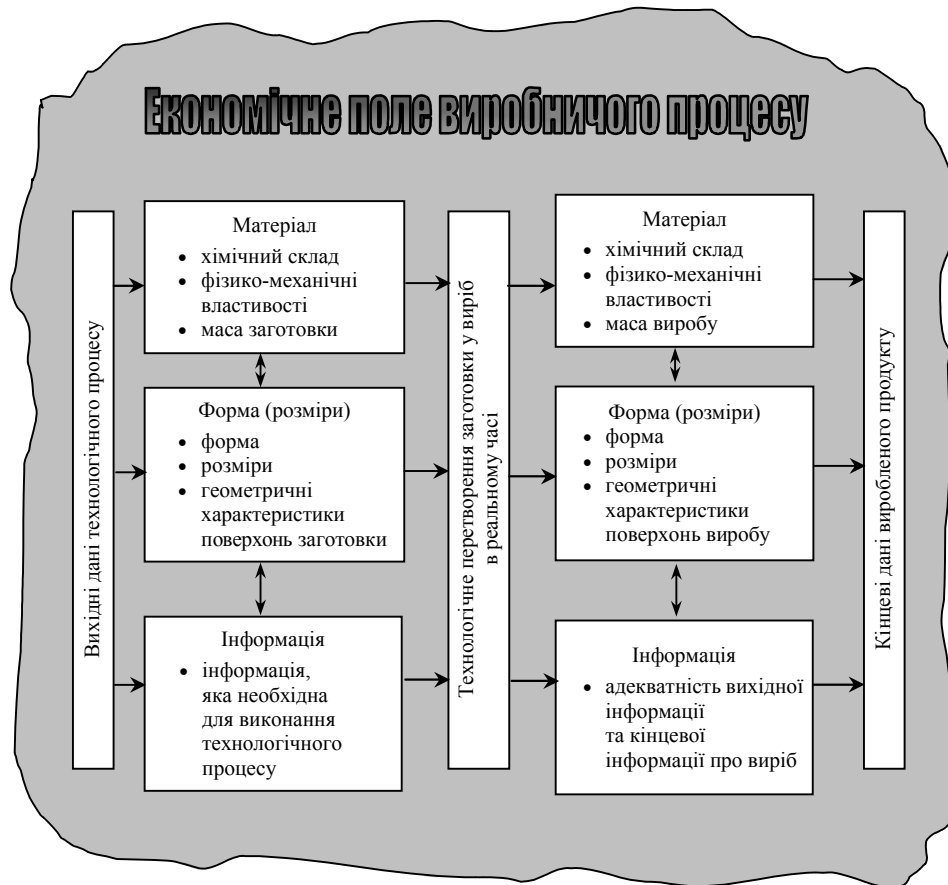 Економічне поле виробничого процесу
Вихідні дані технологічного процесу
Матеріал
• хімічний склад
• фізико-механічні
властивості
• маса заготовки
Форма (розміри)
• форма
• розміри
• геометричні
характеристики
поверхонь заготовки
Інформація
• інформація,
яка необхідна
для виконання
технологічного
процесу
Технологічне перетворення заготовки у виріб
в реальному часі
Матеріал
• хімічний склад
• фізико-механічні
властивості
• маса виробу
Форма (розміри)
• форма
• розміри
• геометричні
характеристики
поверхонь виробу
Інформація
• адекватність вихідної
інформації
та кінцевої
інформації про виріб
Кінцеві дані виробленого продукту